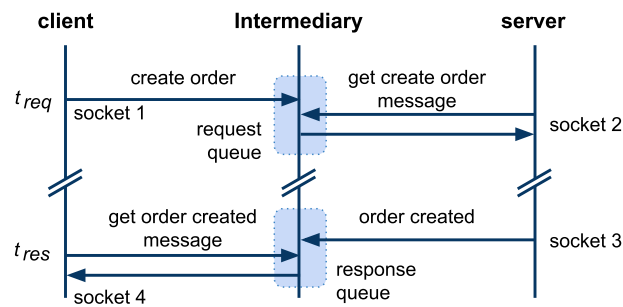 client
Intermediary
server
create order
get create order
message
t req
socket 1
request
queue
socket 2
get order created
message
order created
t res
socket 3
response
queue
socket 4